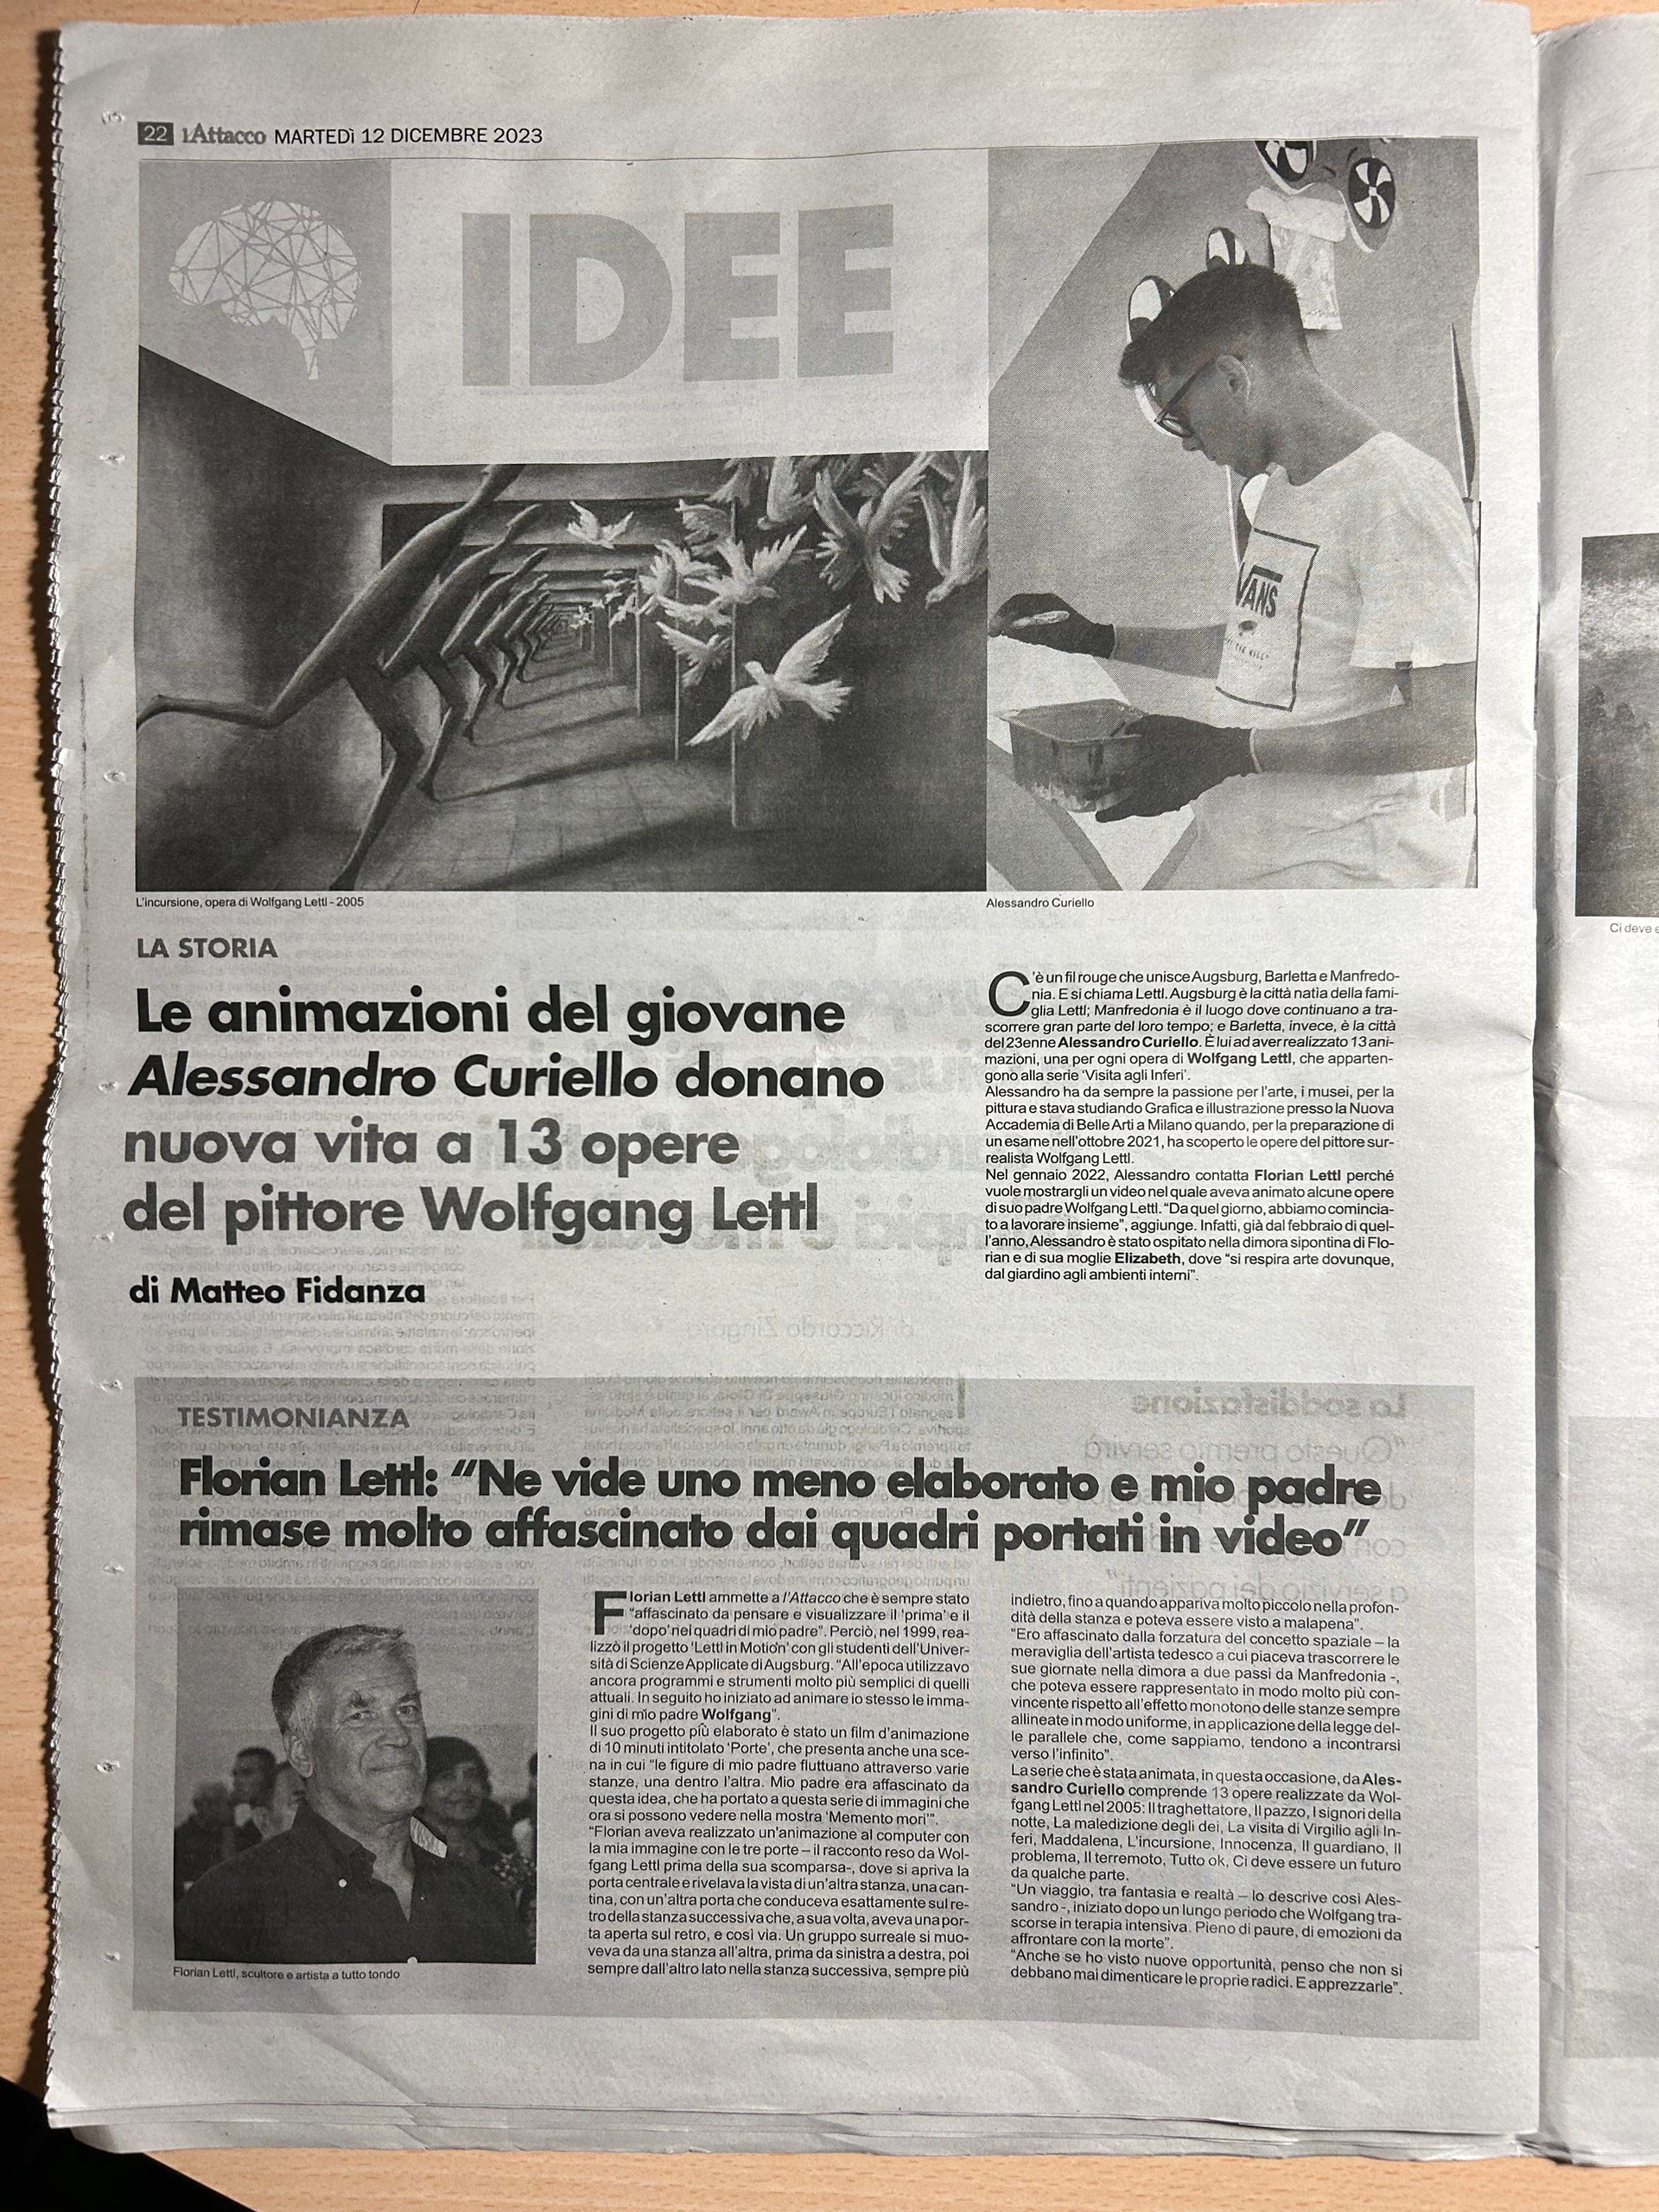 22 l'Attacco MARTEDÌ 12 DICEMBRE 2023
IDEE
VANS
L'incursione, opera di Wolfgang Lettl - 2005
Alessandro Curiello
LA STORIA
Le animazioni del giovane
Alessandro Curiello donano
nuova vita a 13 opere
del pittore Wolfgang Lettl
di Matteo Fidanza
C'è un fil rouge che unisce Augsburg, Barletta e Manfredo-
nia. E si chiama Lettl. Augsburg è la città natìa della fami-
glia Lettl; Manfredonia è il luogo dove continuano a tra-
scorrere gran parte del loro tempo; e Barletta, invece, è la città
del 23enne Alessandro Curiello. È lui ad aver realizzato 13 ani-
mazioni, una per ogni opera di Wolfgang Lettl, che apparten-
gono alla serie 'Visita agli Inferi'.
Alessandro ha da sempre la passione per l'arte, i musei, per la
pittura e stava studiando Grafica e illustrazione presso la Nuova
Accademia di Belle Arti a Milano quando, per la preparazione di
un esame nell'ottobre 2021, ha scoperto le opere del pittore sur-
realista Wolfgang Lettl.
Nel gennaio 2022, Alessandro contatta Florian Lettl perché
vuole mostrargli un video nel quale aveva animato alcune opere
di suo padre Wolfgang Lettl. "Da quel giorno, abbiamo comincia-
to a lavorare insieme", aggiunge. Infatti, già dal febbraio di quel-
l'anno, Alessandro è stato ospitato nella dimora sipontina di Flo-
rian e di sua moglie Elizabeth, dove "si respira arte dovunque,
dal giardino agli ambienti interni".
TESTIMONIANZA
Florian Lettl: "Ne vide uno meno elaborato e mio padre
rimase molto affascinato dai quadri portati in video"
Florian Lettl, scultore e artista a tutto tondo
Florian Lettl ammette a l'Attacco che è sempre stato
"affascinato da pensare e visualizzare il 'prima' e il
'dopo' nei quadri di mio padre". Perciò, nel 1999, rea-
lizzò il progetto 'Lettl in Motion' con gli studenti dell'Univer-
sità di Scienze Applicate di Augsburg. "All'epoca utilizzavo
ancora programmi e strumenti molto più semplici di quelli
attuali. In seguito ho iniziato ad animare io stesso le imma-
gini di mio padre Wolfgang".
Il suo progetto più elaborato è stato un film d'animazione
di 10 minuti intitolato 'Porte', che presenta anche una sce-
na in cui "le figure di mio padre fluttuano attraverso varie
stanze, una dentro l'altra. Mio padre era affascinato da
questa idea, che ha portato a questa serie di immagini che
ora si possono vedere nella mostra 'Memento mori'".
"Florian aveva realizzato un'animazione al computer con
la mia immagine con le tre porte – il racconto reso da Wol-
fgang Lettl prima della sua scomparsa-, dove si apriva la
porta centrale e rivelava la vista di un'altra stanza, una can-
tina, con un'altra porta che conduceva esattamente sul re-
tro della stanza successiva che, a sua volta, aveva una por-
ta aperta sul retro, e così via. Un gruppo surreale si muo-
veva da una stanza all'altra, prima da sinistra a destra, poi
sempre dall'altro lato nella stanza successiva, sempre più
indietro, fino a quando appariva molto piccolo nella profon-
dità della stanza e poteva essere visto a malapena".
"Ero affascinato dalla forzatura del concetto spaziale – la
meraviglia dell'artista tedesco a cui piaceva trascorrere le
sue giornate nella dimora a due passi da Manfredonia -,
che poteva essere rappresentato in modo molto più con-
vincente rispetto all'effetto monotono delle stanze sempre
allineate in modo uniforme, in applicazione della legge del-
le parallele che, come sappiamo, tendono a incontrarsi
verso l'infinito".
La serie che è stata animata, in questa occasione, da Ales-
sandro Curiello comprende 13 opere realizzate da Wol-
fgang Lettl nel 2005: Il traghettatore, Il pazzo, I signori della
notte, La maledizione degli dei, La visita di Virgilio agli In-
feri, Maddalena, L'incursione, Innocenza, Il guardiano, Il
problema, Il terremoto, Tutto ok, Ci deve essere un futuro
da qualche parte.
"Un viaggio, tra fantasia e realtà – lo descrive così Ales-
sandro -, iniziato dopo un lungo periodo che Wolfgang tra-
scorse in terapia intensiva. Pieno di paure, di emozioni da
affrontare con la morte".
"Anche se ho visto nuove opportunità, penso che non si
debbano mai dimenticare le proprie radici. E apprezzarle".
Ci deve e